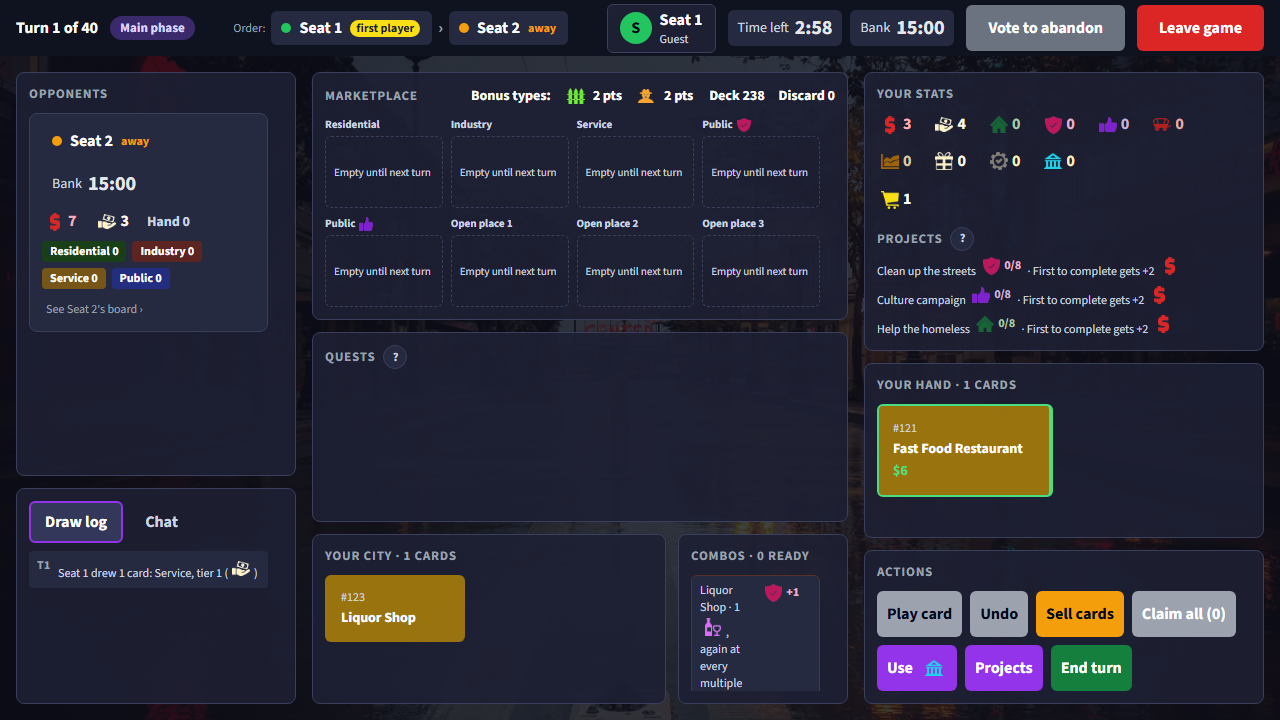 Turn 1 of 40 Main phase Order: Seat 1 first player › Seat 2 away S Seat 1 Guest Time left 2:58 Bank 15:00 Vote to abandon Leave game
OPPONENTS
Seat 2 away
Bank 15:00
7 3 Hand 0
Residential 0 Industry 0
Service 0 Public 0
See Seat 2's board ›
Draw log Chat
T1 Seat 1 drew 1 card: Service, tier 1 ( )
MARKETPLACE Bonus types: 2 pts 2 pts Deck 238 Discard 0
Residential Industry Service Public
Empty until next turn Empty until next turn Empty until next turn Empty until next turn
Public Open place 1 Open place 2 Open place 3
Empty until next turn Empty until next turn Empty until next turn Empty until next turn
QUESTS ?
YOUR CITY · 1 CARDS
#123
Liquor Shop
COMBOS · 0 READY
Liquor
Shop · 1
,
again at
every
multiple
+1
YOUR STATS
3 4 0 0 0 0
0 0 0 0
1
PROJECTS ?
Clean up the streets 0/8 · First to complete gets +2
Culture campaign 0/8 · First to complete gets +2
Help the homeless 0/8 · First to complete gets +2
YOUR HAND · 1 CARDS
#121
Fast Food Restaurant
$6
ACTIONS
Play card Undo Sell cards Claim all (0)
Use Projects End turn